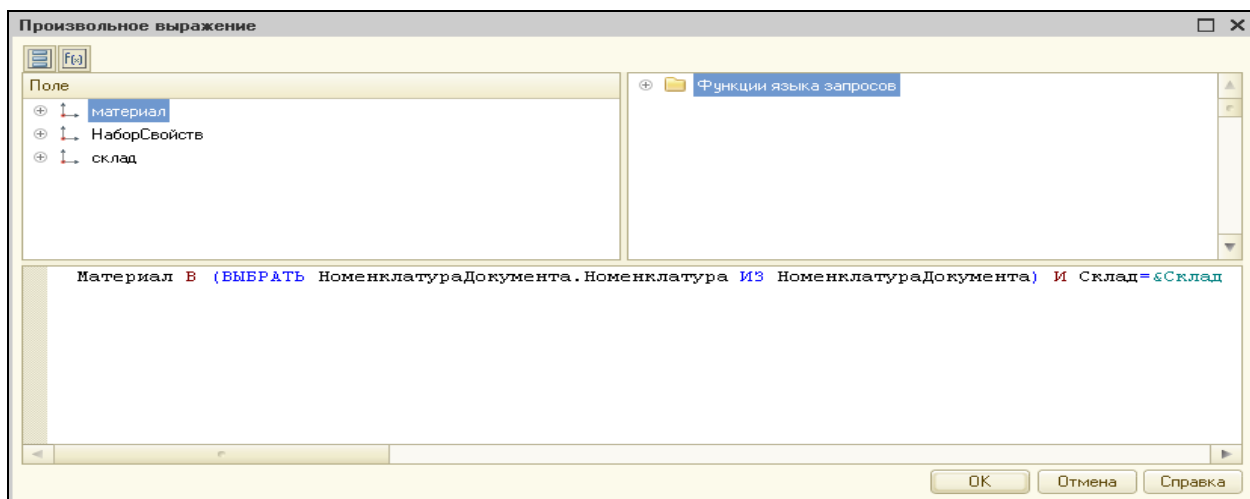 Произвольное выражение
F(x)
Поле
материал
НаборСвойств
склад
Функции языка запросов
Материал В (ВЫБРАТЬ НоменклатураДокумента.Номенклатура ИЗ НоменклатураДокумента) И Склад=&Склад
OK Отмена Справка